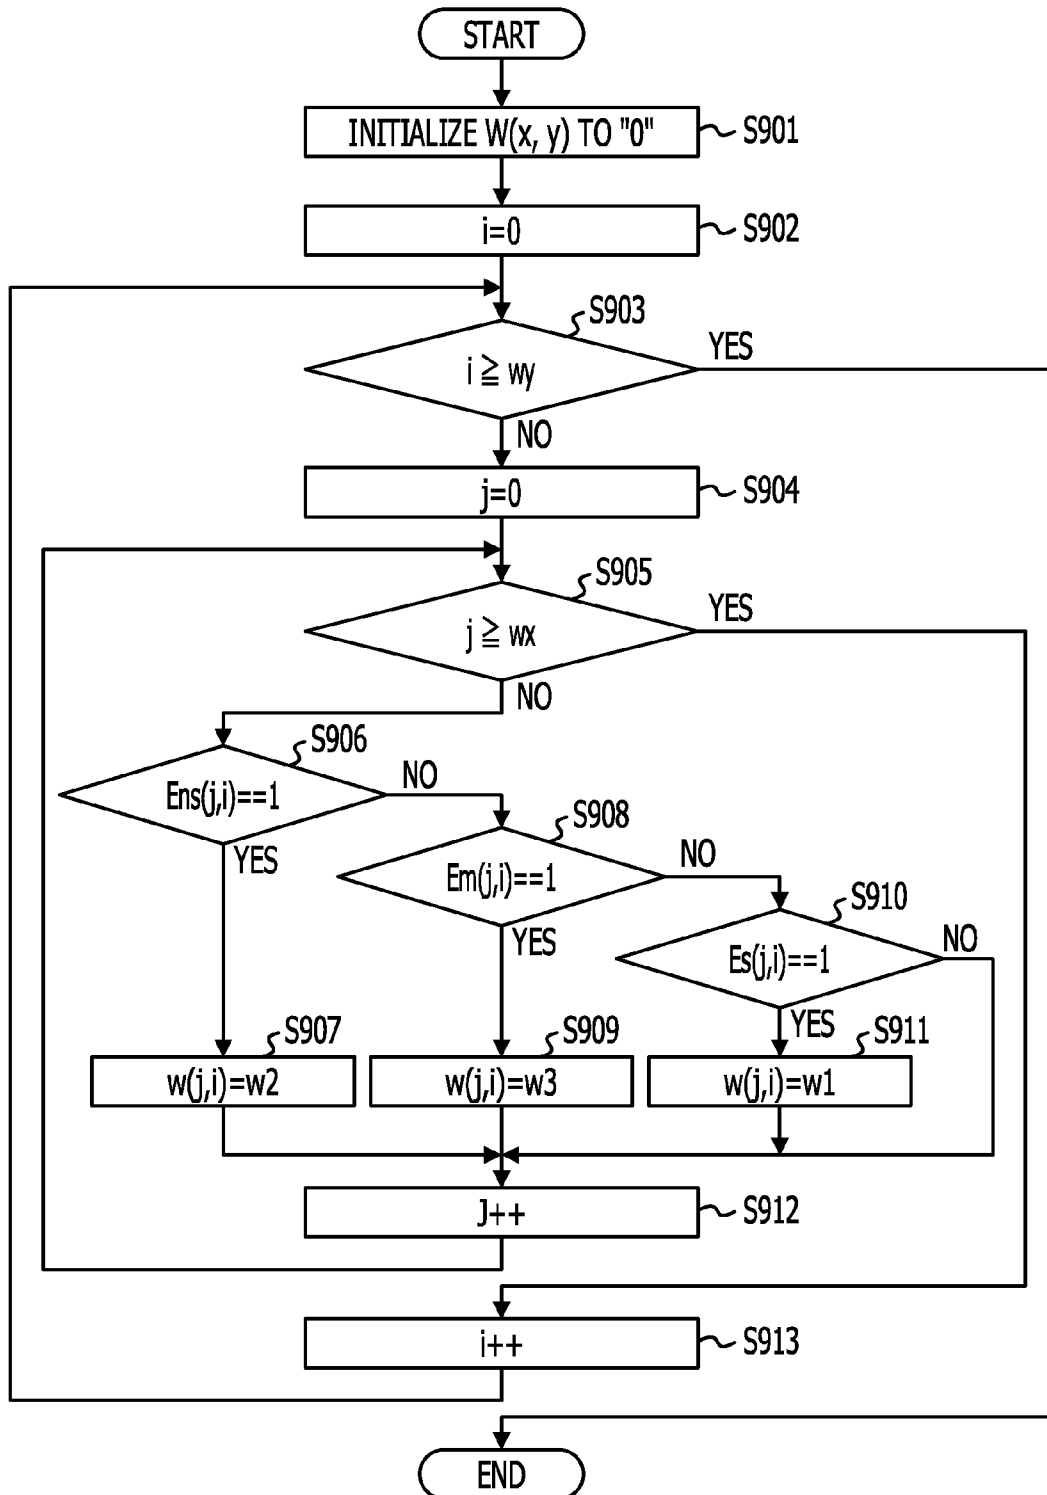 START
INITIALIZE W(x, y) TO "0"
S901
i=0
S902
S903
i ≧ wy
YES
NO
j=0
S904
S905
j ≧ wx
YES
NO
S906
Ens(j,i)==1
NO
YES
S908
Em(j,i)==1
NO
YES
S910
Es(j,i)==1
NO
YES
S907
w(j,i)=w2
S909
w(j,i)=w3
S911
w(j,i)=w1
J++
S912
i++
S913
END